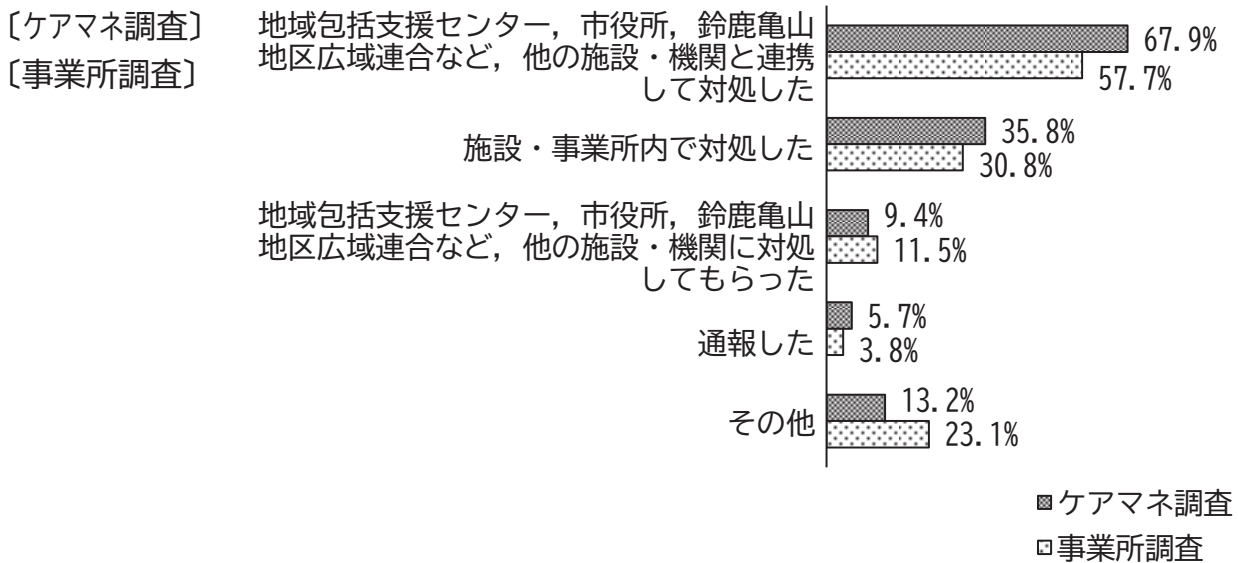 〔ケアマネ調査〕
〔事業所調査〕
地域包括支援センター，市役所，鈴鹿亀山
地区広域連合など，他の施設・機関と連携
して対処した
67.9%
57.7%
施設・事業所内で対処した
35.8%
30.8%
地域包括支援センター，市役所，鈴鹿亀山
地区広域連合など，他の施設・機関に対処
してもらった
9.4%
11.5%
通報した
5.7%
3.8%
その他
13.2%
23.1%
ケアマネ調査
事業所調査